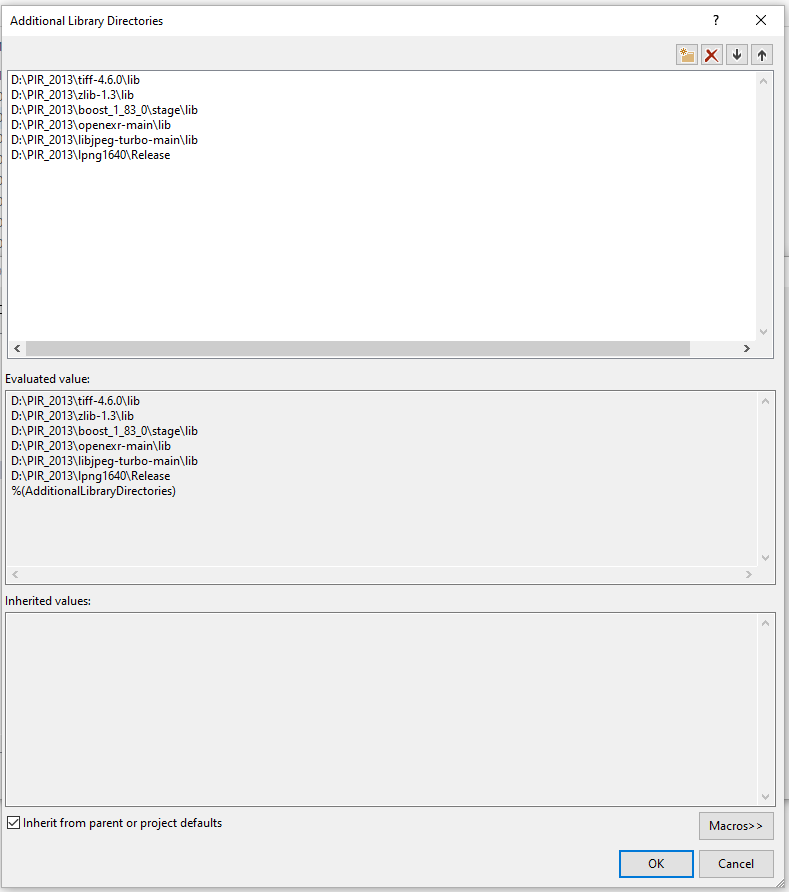 Additional Library Directories
?
D:\PIR_2013\tiff-4.6.0\lib
D:\PIR_2013\zlib-1.3\lib
D:\PIR_2013\boost_1_83_0\stage\lib
D:\PIR_2013\openexr-main\lib
D:\PIR_2013\libjpeg-turbo-main\lib
D:\PIR_2013\lpng1640\Release
Evaluated value:
D:\PIR_2013\tiff-4.6.0\lib
D:\PIR_2013\zlib-1.3\lib
D:\PIR_2013\boost_1_83_0\stage\lib
D:\PIR_2013\openexr-main\lib
D:\PIR_2013\libjpeg-turbo-main\lib
D:\PIR_2013\lpng1640\Release
%(AdditionalLibraryDirectories)
Inherited values:
Inherit from parent or project defaults
Macros>>
OK
Cancel